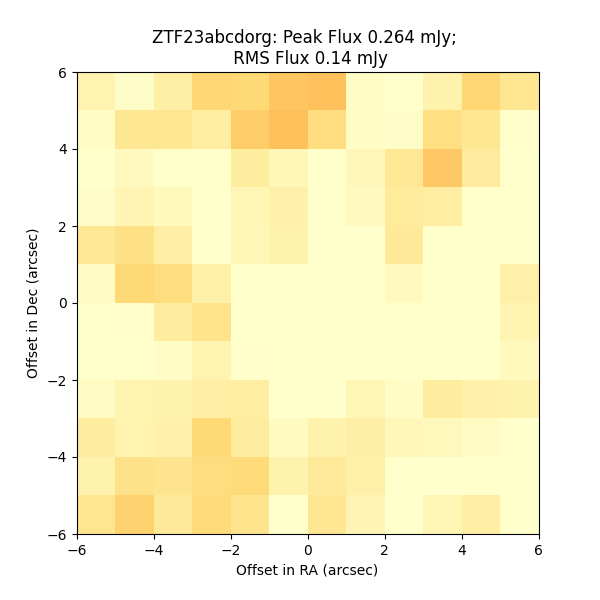 ZTF23abcdorg: Peak Flux 0.264 mJy;
RMS Flux 0.14 mJy
6
4
2
0
−2
−4
−6
Offset in Dec (arcsec)
−6 −4 −2 0 2 4 6
Offset in RA (arcsec)